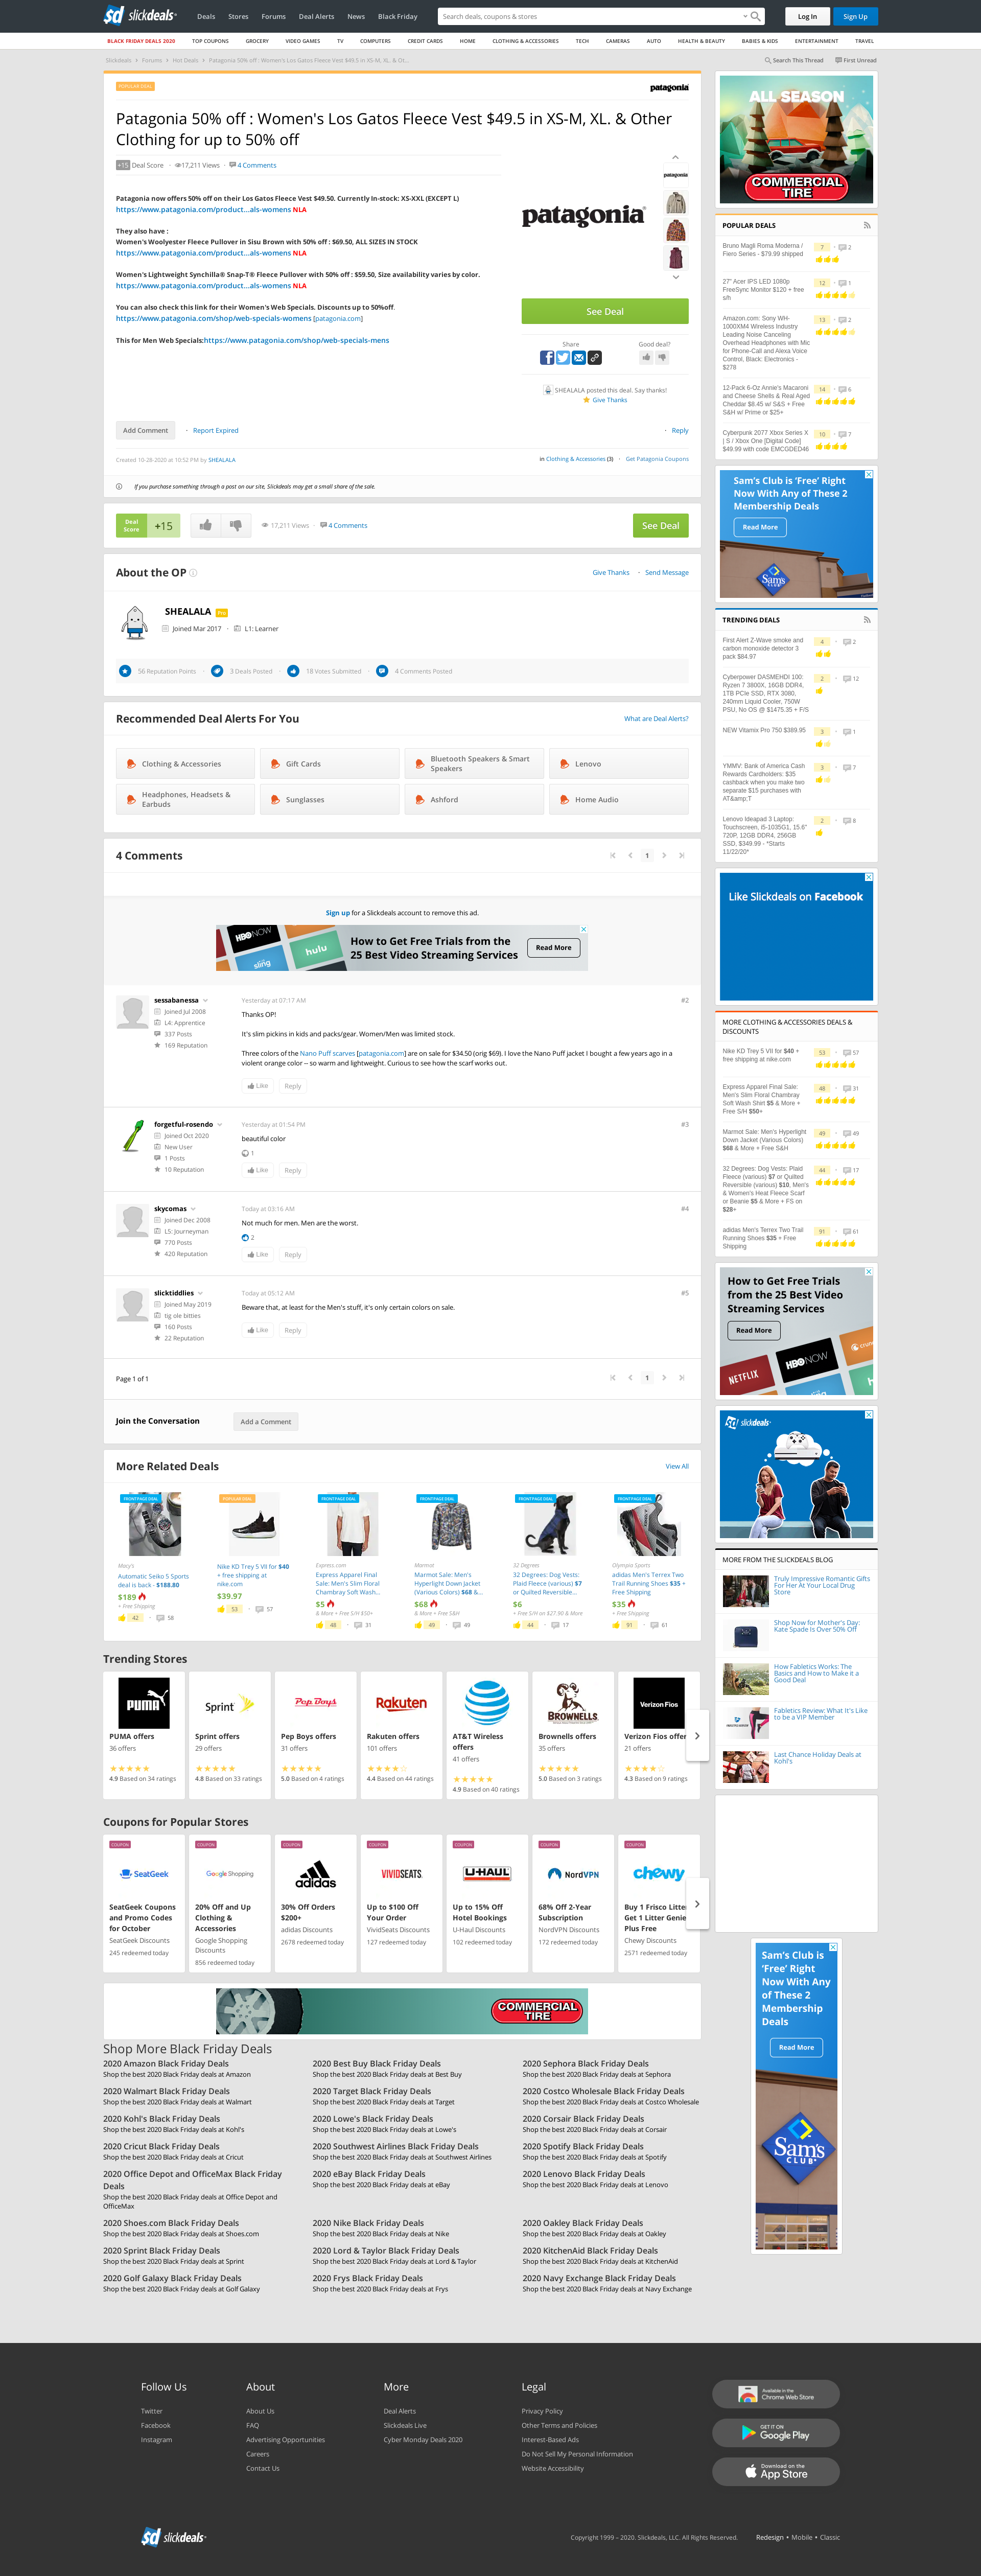 slickdeals
Deals Stores Forums Deal Alerts News Black Friday
Search deals, coupons & stores
Log In
Sign Up
BLACK FRIDAY DEALS 2020 TOP COUPONS GROCERY VIDEO GAMES TV COMPUTERS CREDIT CARDS HOME CLOTHING & ACCESSORIES TECH CAMERAS AUTO HEALTH & BEAUTY BABIES & KIDS ENTERTAINMENT TRAVEL
Slickdeals > Forums > Hot Deals > Patagonia 50% off : Women's Los Gatos Fleece Vest $49.5 in XS-M, XL. & Ot...
Search This Thread First Unread
POPULAR DEAL
patagonia
Patagonia 50% off : Women's Los Gatos Fleece Vest $49.5 in XS-M, XL. & Other
Clothing for up to 50% off
+15 Deal Score 17,211 Views 4 Comments
Patagonia now offers 50% off on their Los Gatos Fleece Vest $49.50. Currently In-stock: XS-XXL (EXCEPT L)
https://www.patagonia.com/product...als-womens NLA
They also have :
Women's Woolyester Fleece Pullover in Sisu Brown with 50% off : $69.50, ALL SIZES IN STOCK
https://www.patagonia.com/product...als-womens NLA
Women's Lightweight Synchilla® Snap-T® Fleece Pullover with 50% off : $59.50, Size availability varies by color.
https://www.patagonia.com/product...als-womens NLA
You can also check this link for their Women's Web Specials. Discounts up to 50%off.
https://www.patagonia.com/shop/web-specials-womens [patagonia.com]
This for Men Web Specials:https://www.patagonia.com/shop/web-specials-mens
patagonia
patagonia
See Deal
Share
Good deal?
SHEALALA posted this deal. Say thanks!
Give Thanks
Add Comment
Report Expired
Reply
Created 10-28-2020 at 10:52 PM by SHEALALA
in Clothing & Accessories (3) Get Patagonia Coupons
If you purchase something through a post on our site, Slickdeals may get a small share of the sale.
Deal
Score
+15
17,211 Views 4 Comments
See Deal
About the OP
Give Thanks Send Message
SHEALALA Pro
Joined Mar 2017 L1: Learner
56 Reputation Points 3 Deals Posted 18 Votes Submitted 4 Comments Posted
Recommended Deal Alerts For You
What are Deal Alerts?
Clothing & Accessories
Gift Cards
Bluetooth Speakers & Smart
Speakers
Lenovo
Headphones, Headsets &
Earbuds
Sunglasses
Ashford
Home Audio
4 Comments
1
Sign up for a Slickdeals account to remove this ad.
HBO NOW
hulu
sling
How to Get Free Trials from the
25 Best Video Streaming Services
Read More
sessabanessa
Joined Jul 2008
L4: Apprentice
337 Posts
169 Reputation
Yesterday at 07:17 AM
#2
Thanks OP!
It's slim pickins in kids and packs/gear. Women/Men was limited stock.
Three colors of the Nano Puff scarves [patagonia.com] are on sale for $34.50 (orig $69). I love the Nano Puff jacket I bought a few years ago in a
violent orange color -- so warm and lightweight. Curious to see how the scarf works out.
Like
Reply
forgetful-rosendo
Joined Oct 2020
New User
1 Posts
10 Reputation
Yesterday at 01:54 PM
#3
beautiful color
1
Like
Reply
skycomas
Joined Dec 2008
L5: Journeyman
770 Posts
420 Reputation
Today at 03:16 AM
#4
Not much for men. Men are the worst.
2
Like
Reply
slicktiddlies
Joined May 2019
tig ole bitties
160 Posts
22 Reputation
Today at 05:12 AM
#5
Beware that, at least for the Men's stuff, it's only certain colors on sale.
Like
Reply
Page 1 of 1
1
Join the Conversation
Add a Comment
More Related Deals
View All
FRONTPAGE DEAL
Macy's
Automatic Seiko 5 Sports
deal is back - $188.80
$189
+ Free Shipping
42 58
POPULAR DEAL
Nike KD Trey 5 VII for $40
+ free shipping at
nike.com
$39.97
53 57
FRONTPAGE DEAL
Express.com
Express Apparel Final
Sale: Men's Slim Floral
Chambray Soft Wash...
$5
& More + Free S/H $50+
48 31
FRONTPAGE DEAL
Marmot
Marmot Sale: Men's
Hyperlight Down Jacket
(Various Colors) $68 &...
$68
& More + Free S&H
49 49
FRONTPAGE DEAL
32 Degrees
32 Degrees: Dog Vests:
Plaid Fleece (various) $7
or Quilted Reversible...
$6
+ Free S/H on $27.90 & More
44 17
FRONTPAGE DEAL
Olympia Sports
adidas Men's Terrex Two
Trail Running Shoes $35 +
Free Shipping
$35
+ Free Shipping
91 61
Trending Stores
PUMA
PUMA offers
36 offers
4.9 Based on 34 ratings
Sprint
Sprint offers
29 offers
4.8 Based on 33 ratings
Pep Boys
Pep Boys offers
31 offers
5.0 Based on 4 ratings
Rakuten
Rakuten offers
101 offers
4.4 Based on 44 ratings
AT&T Wireless
offers
41 offers
4.9 Based on 40 ratings
BROWNELLS
Brownells offers
35 offers
5.0 Based on 3 ratings
Verizon Fios
Verizon Fios offer
21 offers
4.3 Based on 9 ratings
Coupons for Popular Stores
COUPON
SeatGeek
SeatGeek Coupons
and Promo Codes
for October
SeatGeek Discounts
245 redeemed today
COUPON
Google Shopping
20% Off and Up
Clothing &
Accessories
Google Shopping
Discounts
856 redeemed today
COUPON
adidas
30% Off Orders
$200+
adidas Discounts
2678 redeemed today
COUPON
VIVIDSEATS
Up to $100 Off
Your Order
VividSeats Discounts
127 redeemed today
COUPON
U-HAUL
Up to 15% Off
Hotel Bookings
U-Haul Discounts
102 redeemed today
COUPON
NordVPN
68% Off 2-Year
Subscription
NordVPN Discounts
172 redeemed today
COUPON
chewy
Buy 1 Frisco Litter
Get 1 Litter Genie
Plus Free
Chewy Discounts
2571 redeemed today
COMMERCIAL
TIRE
Shop More Black Friday Deals
2020 Amazon Black Friday Deals
Shop the best 2020 Black Friday deals at Amazon
2020 Best Buy Black Friday Deals
Shop the best 2020 Black Friday deals at Best Buy
2020 Sephora Black Friday Deals
Shop the best 2020 Black Friday deals at Sephora
2020 Walmart Black Friday Deals
Shop the best 2020 Black Friday deals at Walmart
2020 Target Black Friday Deals
Shop the best 2020 Black Friday deals at Target
2020 Costco Wholesale Black Friday Deals
Shop the best 2020 Black Friday deals at Costco Wholesale
2020 Kohl's Black Friday Deals
Shop the best 2020 Black Friday deals at Kohl's
2020 Lowe's Black Friday Deals
Shop the best 2020 Black Friday deals at Lowe's
2020 Corsair Black Friday Deals
Shop the best 2020 Black Friday deals at Corsair
2020 Cricut Black Friday Deals
Shop the best 2020 Black Friday deals at Cricut
2020 Southwest Airlines Black Friday Deals
Shop the best 2020 Black Friday deals at Southwest Airlines
2020 Spotify Black Friday Deals
Shop the best 2020 Black Friday deals at Spotify
2020 Office Depot and OfficeMax Black Friday
Deals
Shop the best 2020 Black Friday deals at Office Depot and
OfficeMax
2020 eBay Black Friday Deals
Shop the best 2020 Black Friday deals at eBay
2020 Lenovo Black Friday Deals
Shop the best 2020 Black Friday deals at Lenovo
2020 Shoes.com Black Friday Deals
Shop the best 2020 Black Friday deals at Shoes.com
2020 Nike Black Friday Deals
Shop the best 2020 Black Friday deals at Nike
2020 Oakley Black Friday Deals
Shop the best 2020 Black Friday deals at Oakley
2020 Sprint Black Friday Deals
Shop the best 2020 Black Friday deals at Sprint
2020 Lord & Taylor Black Friday Deals
Shop the best 2020 Black Friday deals at Lord & Taylor
2020 KitchenAid Black Friday Deals
Shop the best 2020 Black Friday deals at KitchenAid
2020 Golf Galaxy Black Friday Deals
Shop the best 2020 Black Friday deals at Golf Galaxy
2020 Frys Black Friday Deals
Shop the best 2020 Black Friday deals at Frys
2020 Navy Exchange Black Friday Deals
Shop the best 2020 Black Friday deals at Navy Exchange
ALL SEASON
COMMERCIAL
TIRE
POPULAR DEALS
Bruno Magli Roma Moderna /
Fiero Series - $79.99 shipped
7 2
27" Acer IPS LED 1080p
FreeSync Monitor $120 + free
s/h
12 1
Amazon.com: Sony WH-
1000XM4 Wireless Industry
Leading Noise Canceling
Overhead Headphones with Mic
for Phone-Call and Alexa Voice
Control, Black: Electronics -
$278
13 2
12-Pack 6-Oz Annie's Macaroni
and Cheese Shells & Real Aged
Cheddar $8.45 w/ S&S + Free
S&H w/ Prime or $25+
14 6
Cyberpunk 2077 Xbox Series X
| S / Xbox One [Digital Code]
$49.99 with code EMCGDED46
10 7
Sam's Club is 'Free' Right
Now With Any of These 2
Membership Deals
Read More
Sam's
CLUB
TRENDING DEALS
First Alert Z-Wave smoke and
carbon monoxide detector 3
pack $84.97
4 2
Cyberpower DASMEHDI 100:
Ryzen 7 3800X, 16GB DDR4,
1TB PCIe SSD, RTX 3080,
240mm Liquid Cooler, 750W
PSU, No OS @ $1475.35 + F/S
2 12
NEW Vitamix Pro 750 $389.95
3 1
YMMV: Bank of America Cash
Rewards Cardholders: $35
cashback when you make two
separate $15 purchases with
AT&amp;T
3 7
Lenovo Ideapad 3 Laptop:
Touchscreen, i5-1035G1, 15.6"
720P, 12GB DDR4, 256GB
SSD, $349.99 - *Starts
11/22/20*
2 8
Like Slickdeals on Facebook
MORE CLOTHING & ACCESSORIES DEALS &
DISCOUNTS
Nike KD Trey 5 VII for $40 +
free shipping at nike.com
53 57
Express Apparel Final Sale:
Men's Slim Floral Chambray
Soft Wash Shirt $5 & More +
Free S/H $50+
48 31
Marmot Sale: Men's Hyperlight
Down Jacket (Various Colors)
$68 & More + Free S&H
49 49
32 Degrees: Dog Vests: Plaid
Fleece (various) $7 or Quilted
Reversible (various) $10, Men's
& Women's Heat Fleece Scarf
or Beanie $5 & More + FS on
$28+
44 17
adidas Men's Terrex Two Trail
Running Shoes $35 + Free
Shipping
91 61
How to Get Free Trials
from the 25 Best Video
Streaming Services
Read More
NETFLIX
HBO NOW
crunchy
hulu
sling
slickdeals
MORE FROM THE SLICKDEALS BLOG
Truly Impressive Romantic Gifts
For Her At Your Local Drug
Store
Shop Now for Mother's Day:
Kate Spade Is Over 50% Off
How Fabletics Works: The
Basics and How to Make it a
Good Deal
Fabletics Review: What It's Like
to be a VIP Member
Last Chance Holiday Deals at
Kohl's
Sam's Club is
'Free' Right
Now With Any
of These 2
Membership
Deals
Read More
Sam's
CLUB
Follow Us
Twitter
Facebook
Instagram
About
About Us
FAQ
Advertising Opportunities
Careers
Contact Us
More
Deal Alerts
Slickdeals Live
Cyber Monday Deals 2020
Legal
Privacy Policy
Other Terms and Policies
Interest-Based Ads
Do Not Sell My Personal Information
Website Accessibility
Available in the
Chrome Web Store
GET IT ON
Google Play
Download on the
App Store
slickdeals
Copyright 1999 - 2020. Slickdeals, LLC. All Rights Reserved. Redesign • Mobile • Classic